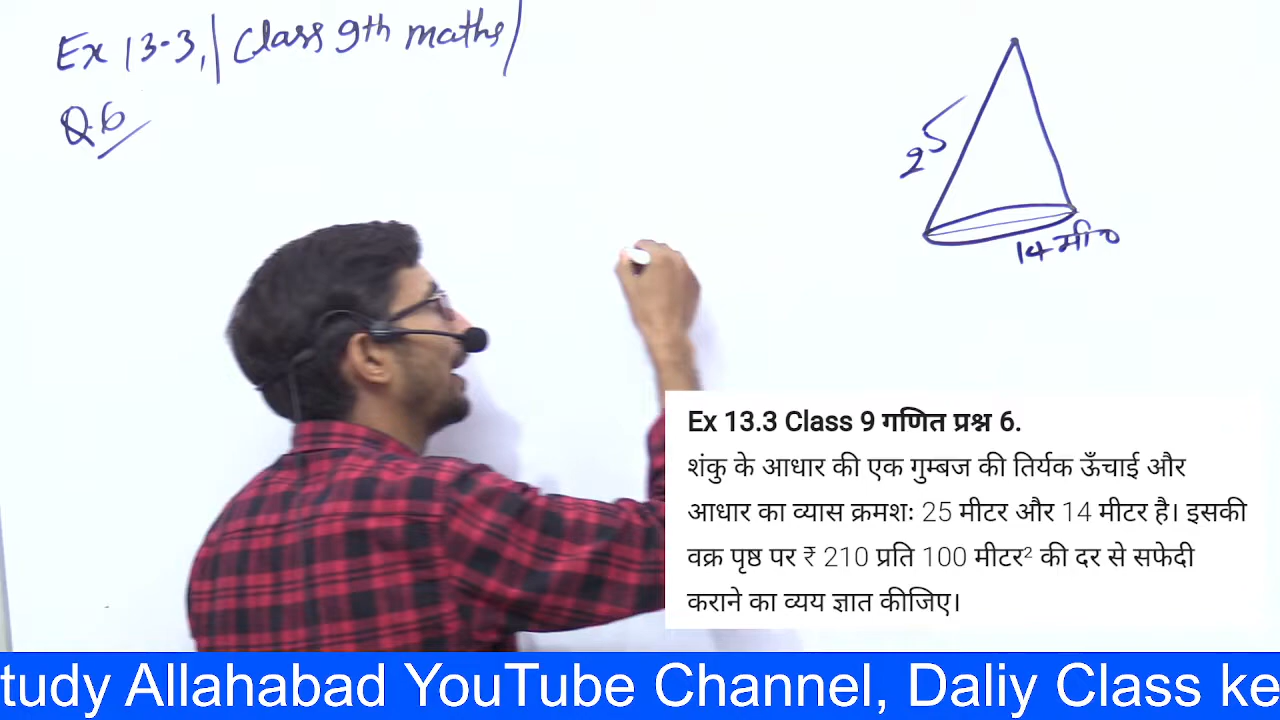 Ex 13.3, | Class 9th maths |
Q.6
25
14 मी०
Ex 13.3 Class 9 गणित प्रश्न 6.
शंकु के आधार की एक गुम्बज की तिर्यक ऊँचाई और
आधार का व्यास क्रमशः 25 मीटर और 14 मीटर है। इसकी
वक्र पृष्ठ पर ₹ 210 प्रति 100 मीटर² की दर से सफेदी
कराने का व्यय ज्ञात कीजिए।
tudy Allahabad YouTube Channel, Daliy Class ke